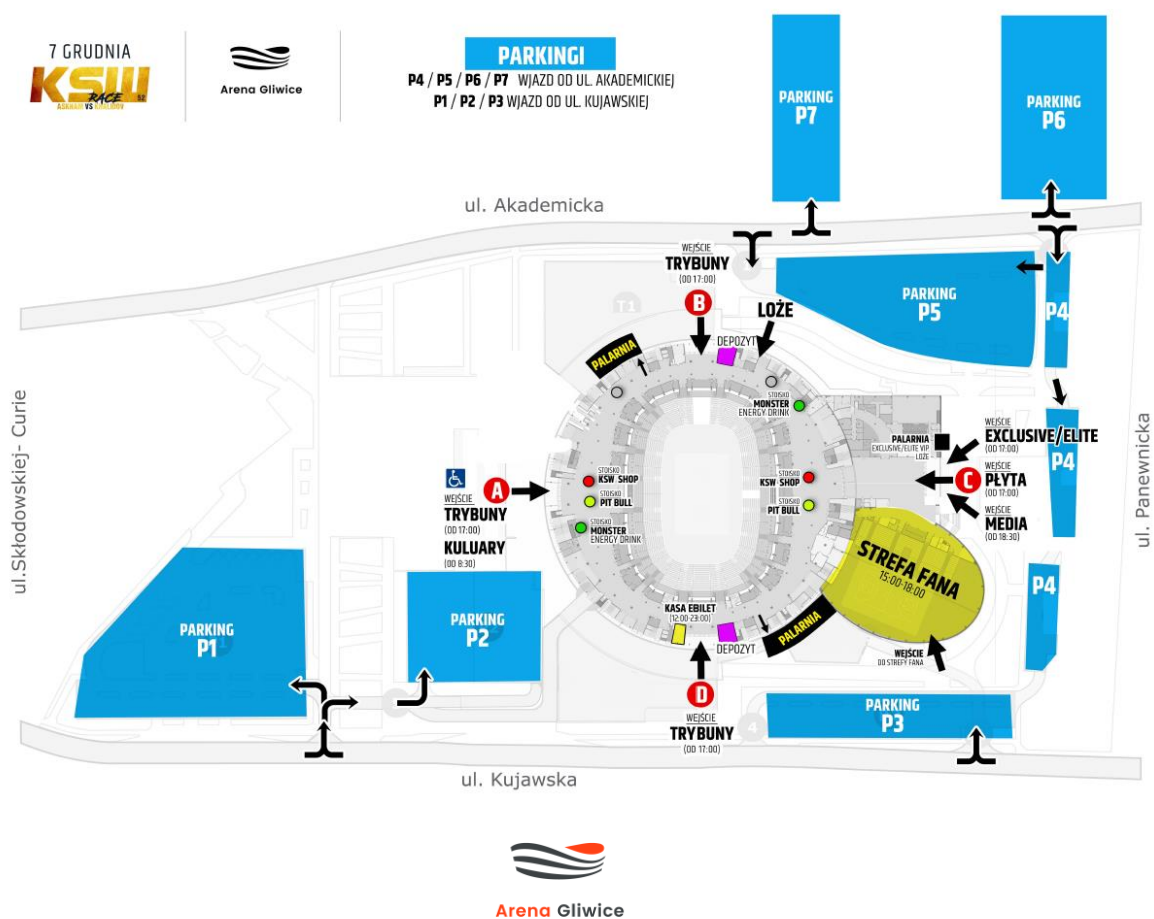 7 GRUDNIA
KSW
RACE 52
ASKHAM VS KHALIDOV
Arena Gliwice
PARKINGI
P4 / P5 / P6 / P7 WJAZD OD UL. AKADEMICKIEJ
P1 / P2 / P3 WJAZD OD UL. KUJAWSKIEJ
PARKING
P7
PARKING
P6
ul. Akademicka
WEJŚCIE
TRYBUNY
(OD 17:00)
B
T1
LOŻE
PARKING
P5
P4
PALARNIA
DEPOZYT
STOISKO
MONSTER
ENERGY DRINK
PALARNIA
EXCLUSIVE/ELITE VIP
LOŻE
WEJŚCIE
EXCLUSIVE/ELITE
(OD 17:00)
P4
C
WEJŚCIE
PŁYTA
(OD 17:00)
WEJŚCIE
MEDIA
(OD 18:30)
ul. Panewnicka
ul.Skłodowskiej- Curie
A
WEJŚCIE
TRYBUNY
(OD 17:00)
KULUARY
(OD 8:30)
STOISKO
KSW SHOP
STOISKO
PIT BULL
STOISKO
MONSTER
ENERGY DRINK
STOISKO
KSW SHOP
STOISKO
PIT BULL
STREFA FANA
15:00-18:00
P4
PARKING
P1
PARKING
P2
KASA EBILET
(12:00-23:00)
DEPOZYT
PALARNIA
WEJŚCIE
DO STREFY FANA
D
WEJŚCIE
TRYBUNY
(OD 17:00)
4
PARKING
P3
ul. Kujawska
Arena Gliwice